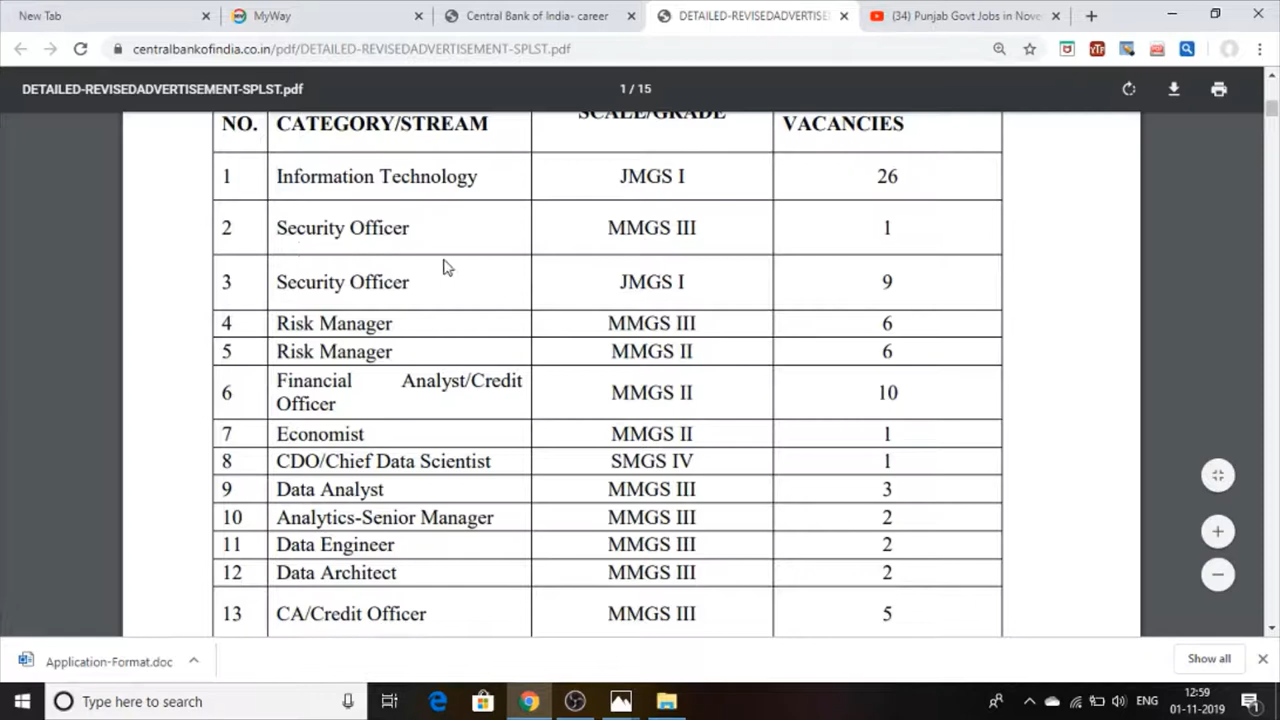 New Tab
MyWay
Central Bank of India- career
DETAILED-REVISEDADVERTISEME
(34) Punjab Govt Jobs in Nove
centralbankofindia.co.in/pdf/DETAILED-REVISEDADVERTISEMENT-SPLST.pdf
DETAILED-REVISEDADVERTISEMENT-SPLST.pdf
1 / 15
SCALE/GRADE
NO. CATEGORY/STREAM VACANCIES
1 Information Technology JMGS I 26
2 Security Officer MMGS III 1
3 Security Officer JMGS I 9
4 Risk Manager MMGS III 6
5 Risk Manager MMGS II 6
Financial Analyst/Credit
6 MMGS II 10
Officer
7 Economist MMGS II 1
8 CDO/Chief Data Scientist SMGS IV 1
9 Data Analyst MMGS III 3
10 Analytics-Senior Manager MMGS III 2
11 Data Engineer MMGS III 2
12 Data Architect MMGS III 2
13 CA/Credit Officer MMGS III 5
Application-Format.doc
Show all
Type here to search
ENG
12:59
01-11-2019